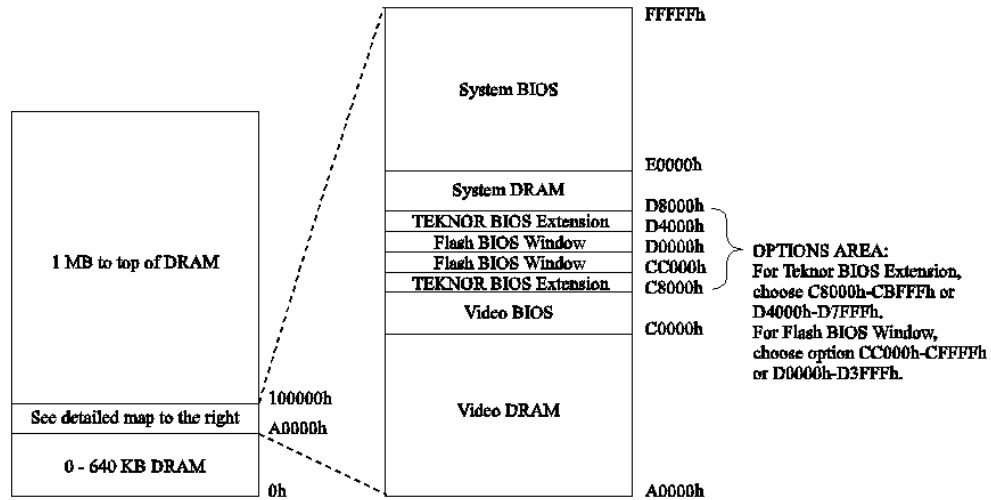 1 MB to top of DRAM
100000h
See detailed map to the right
A0000h
0 - 640 KB DRAM
0h
FFFFFh
System BIOS
E0000h
System DRAM
D8000h
TEKNOR BIOS Extension
D4000h
Flash BIOS Window
D0000h
Flash BIOS Window
CC000h
TEKNOR BIOS Extension
C8000h
Video BIOS
C0000h
Video DRAM
A0000h
OPTIONS AREA:
For Teknor BIOS Extension,
choose C8000h-CBFFFh or
D4000h-D7FFFh.
For Flash BIOS Window,
choose option CC000h-CFFFFh
or D0000h-D3FFFh.